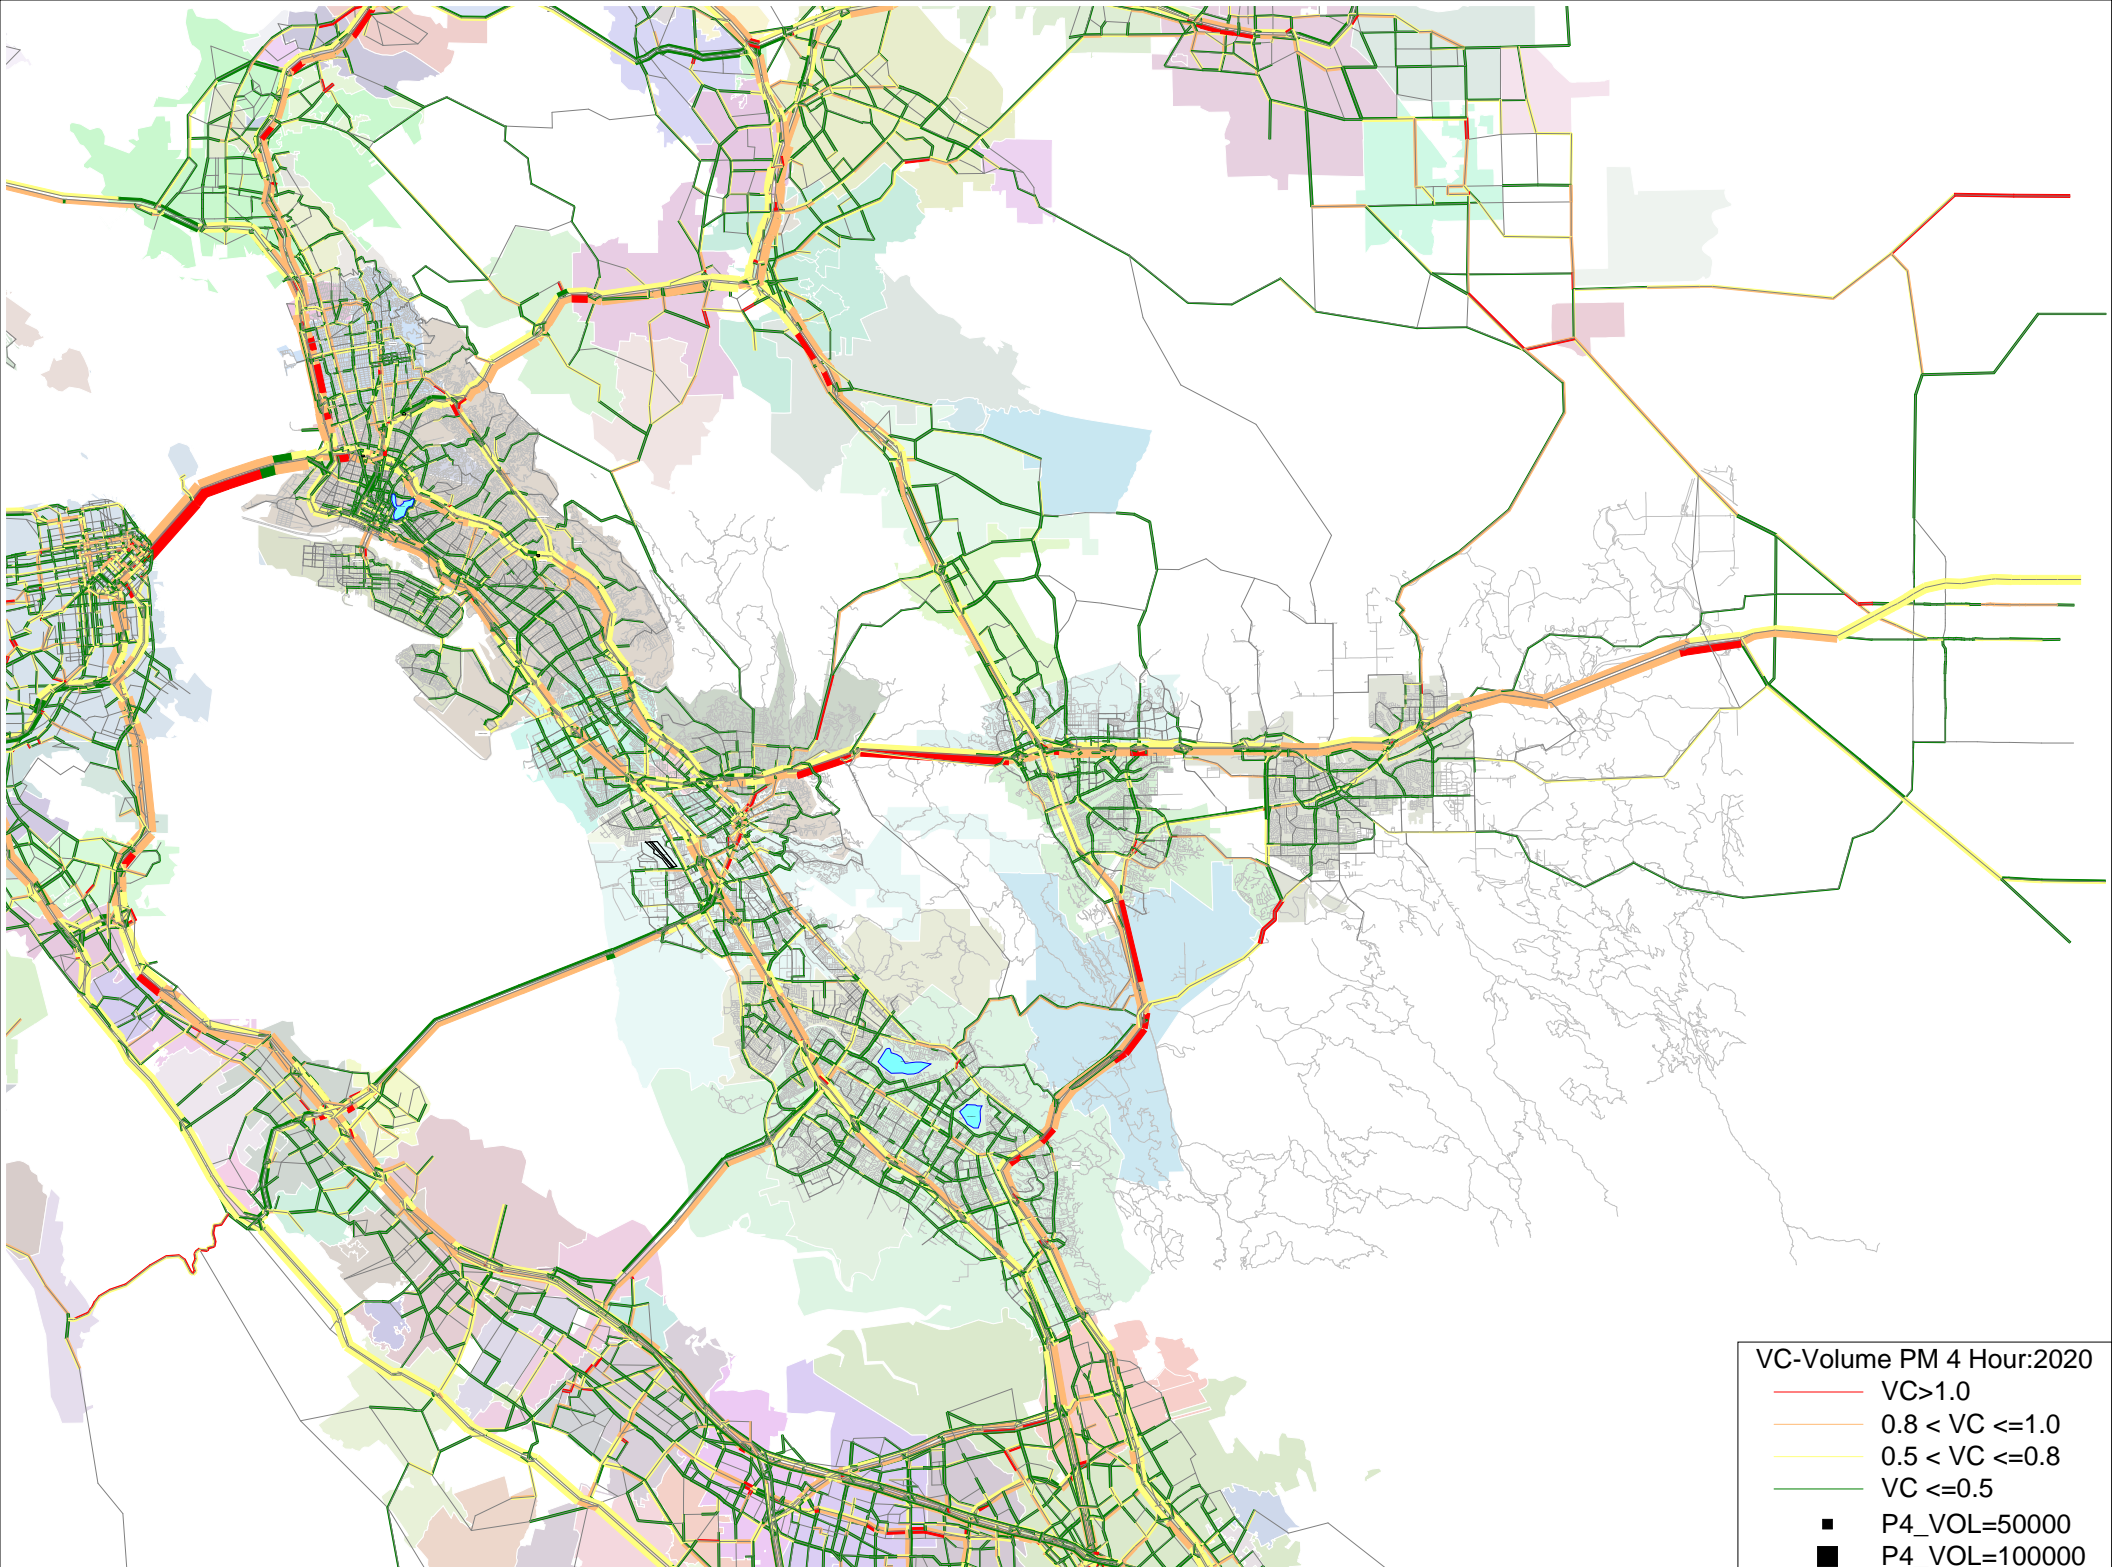 VC-Volume PM 4 Hour:2020
VC>1.0
0.8 < VC <=1.0
0.5 < VC <=0.8
VC <=0.5
P4_VOL=50000
P4_VOL=100000